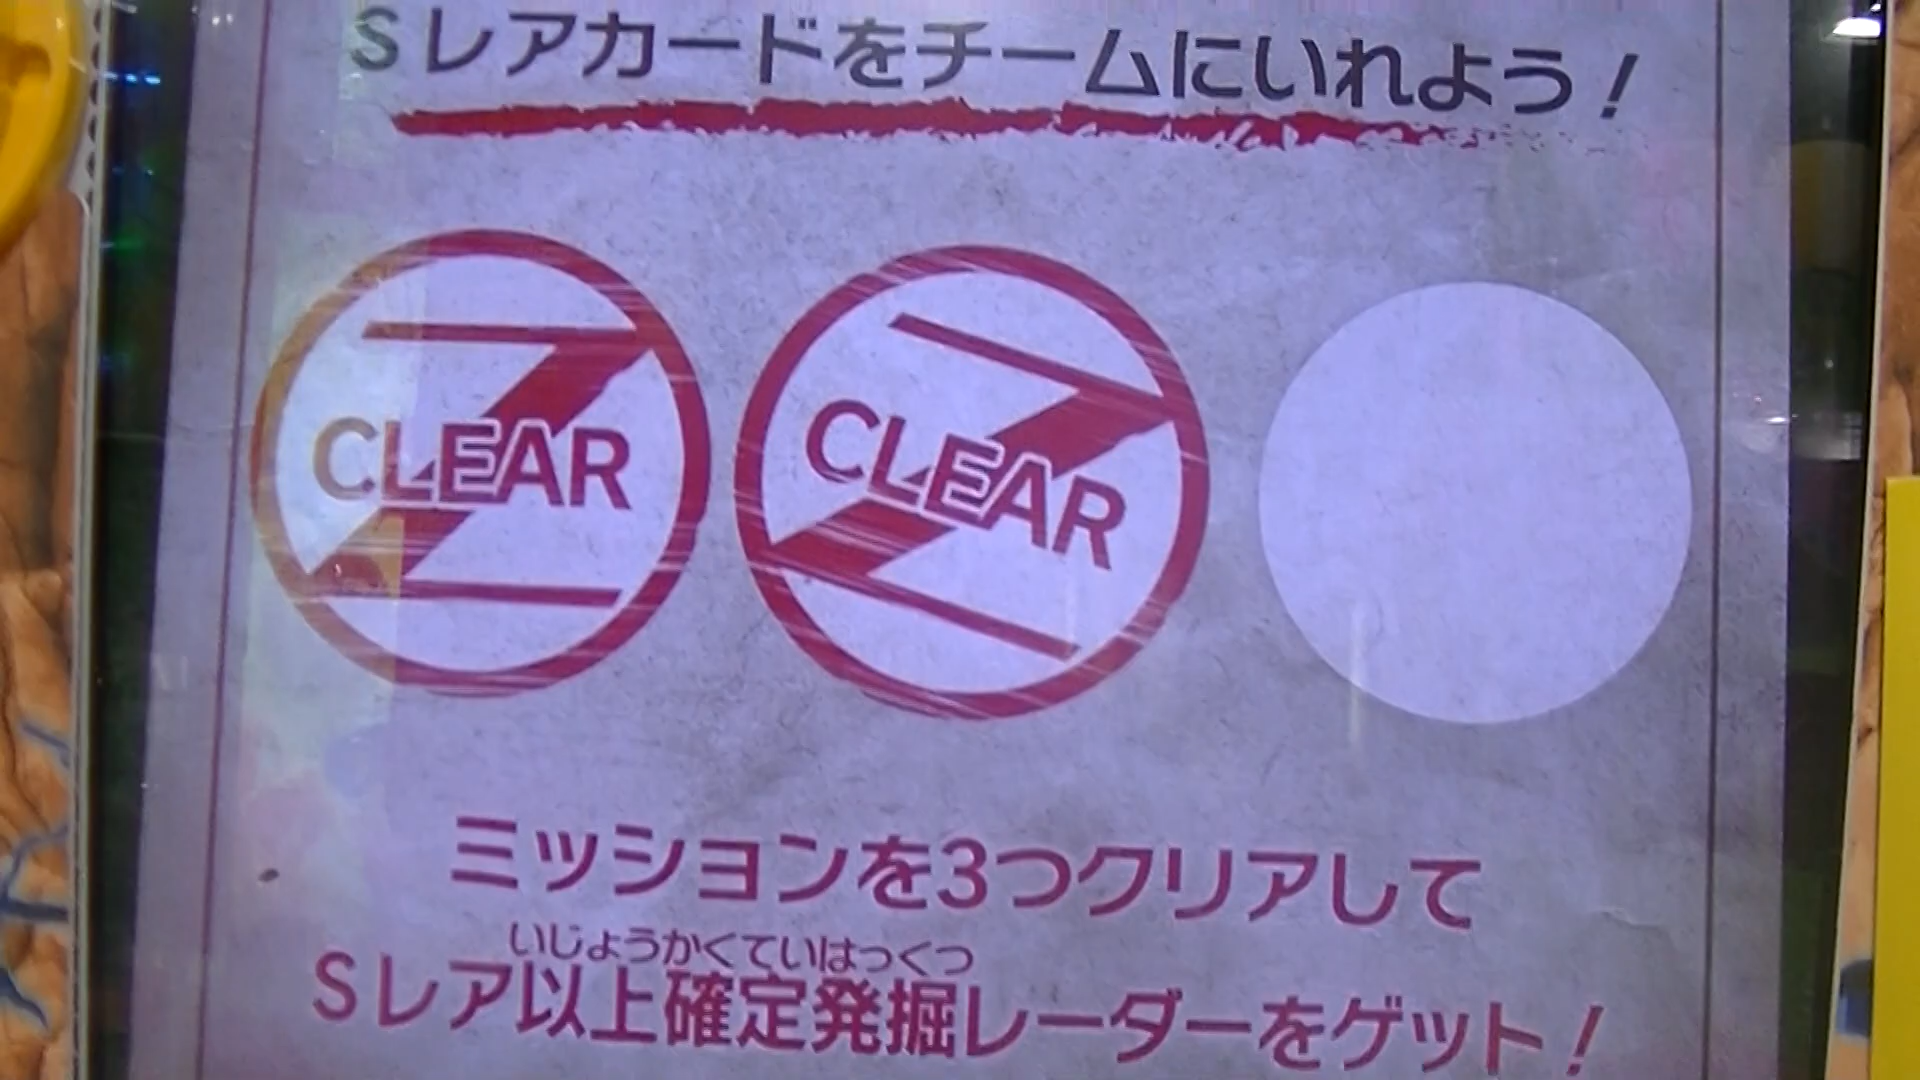 Sレアカードをチームにいれよう！
CLEAR
CLEAR
ミッションを3つクリアして
いじょうかくていはっくつ
Sレア以上確定発掘レーダーをゲット！